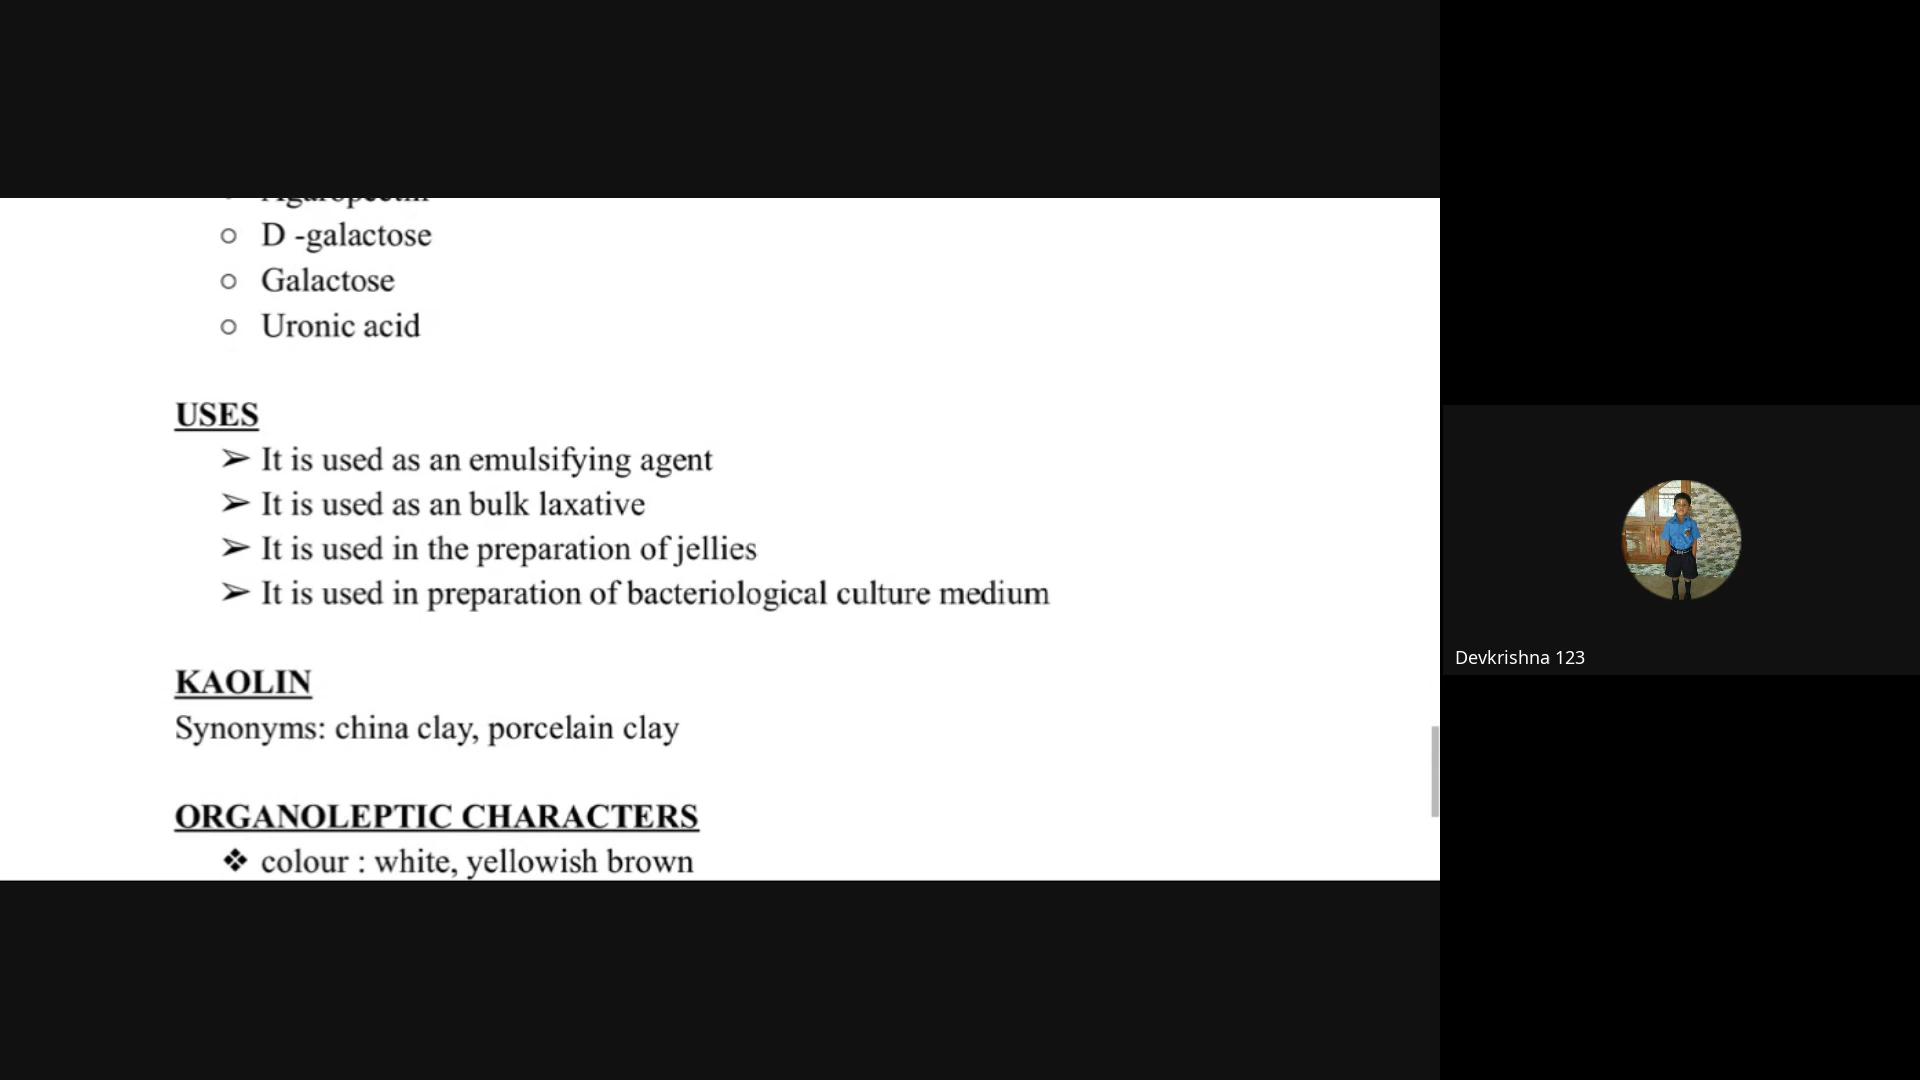 Agaropectin
○ D -galactose
○ Galactose
○ Uronic acid
USES
➢ It is used as an emulsifying agent
➢ It is used as an bulk laxative
➢ It is used in the preparation of jellies
➢ It is used in preparation of bacteriological culture medium
KAOLIN
Synonyms: china clay, porcelain clay
ORGANOLEPTIC CHARACTERS
❖ colour : white, yellowish brown
Devkrishna 123